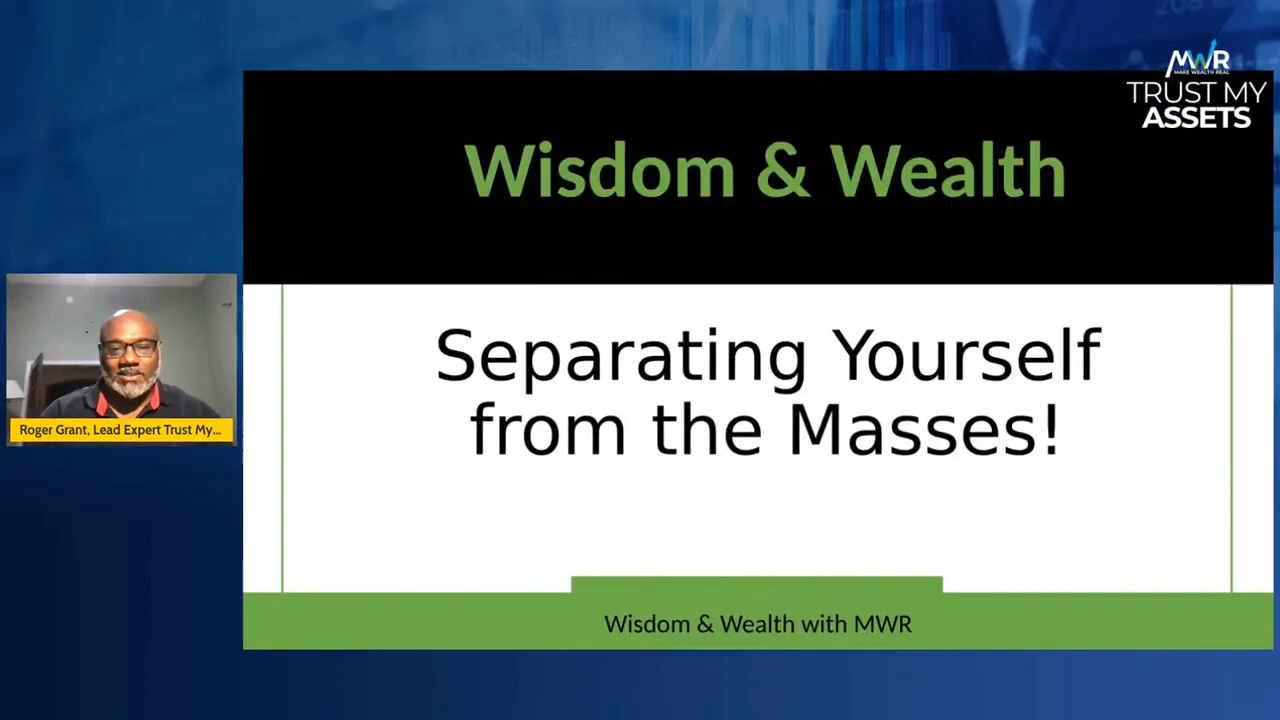 MWR
MAKE WEALTH REAL
TRUST MY
ASSETS
Wisdom & Wealth
Separating Yourself
from the Masses!
Roger Grant, Lead Expert Trust My...
Wisdom & Wealth with MWR